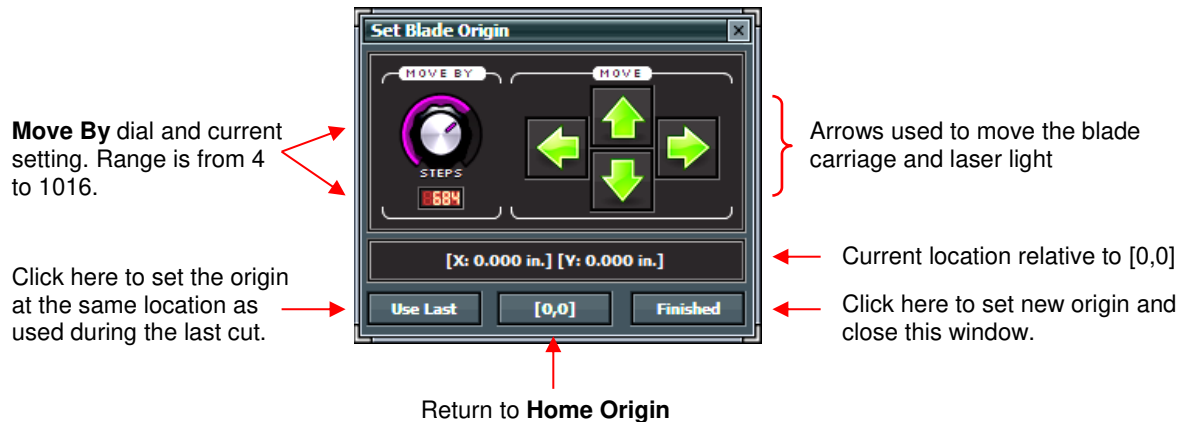 Set Blade Origin
MOVE BY
MOVE
STEPS
684
[X: 0.000 in.] [Y: 0.000 in.]
Use Last
[0,0]
Finished
Move By dial and current
setting. Range is from 4
to 1016.
Click here to set the origin
at the same location as
used during the last cut.
Arrows used to move the blade
carriage and laser light
Current location relative to [0,0]
Click here to set new origin and
close this window.
Return to Home Origin